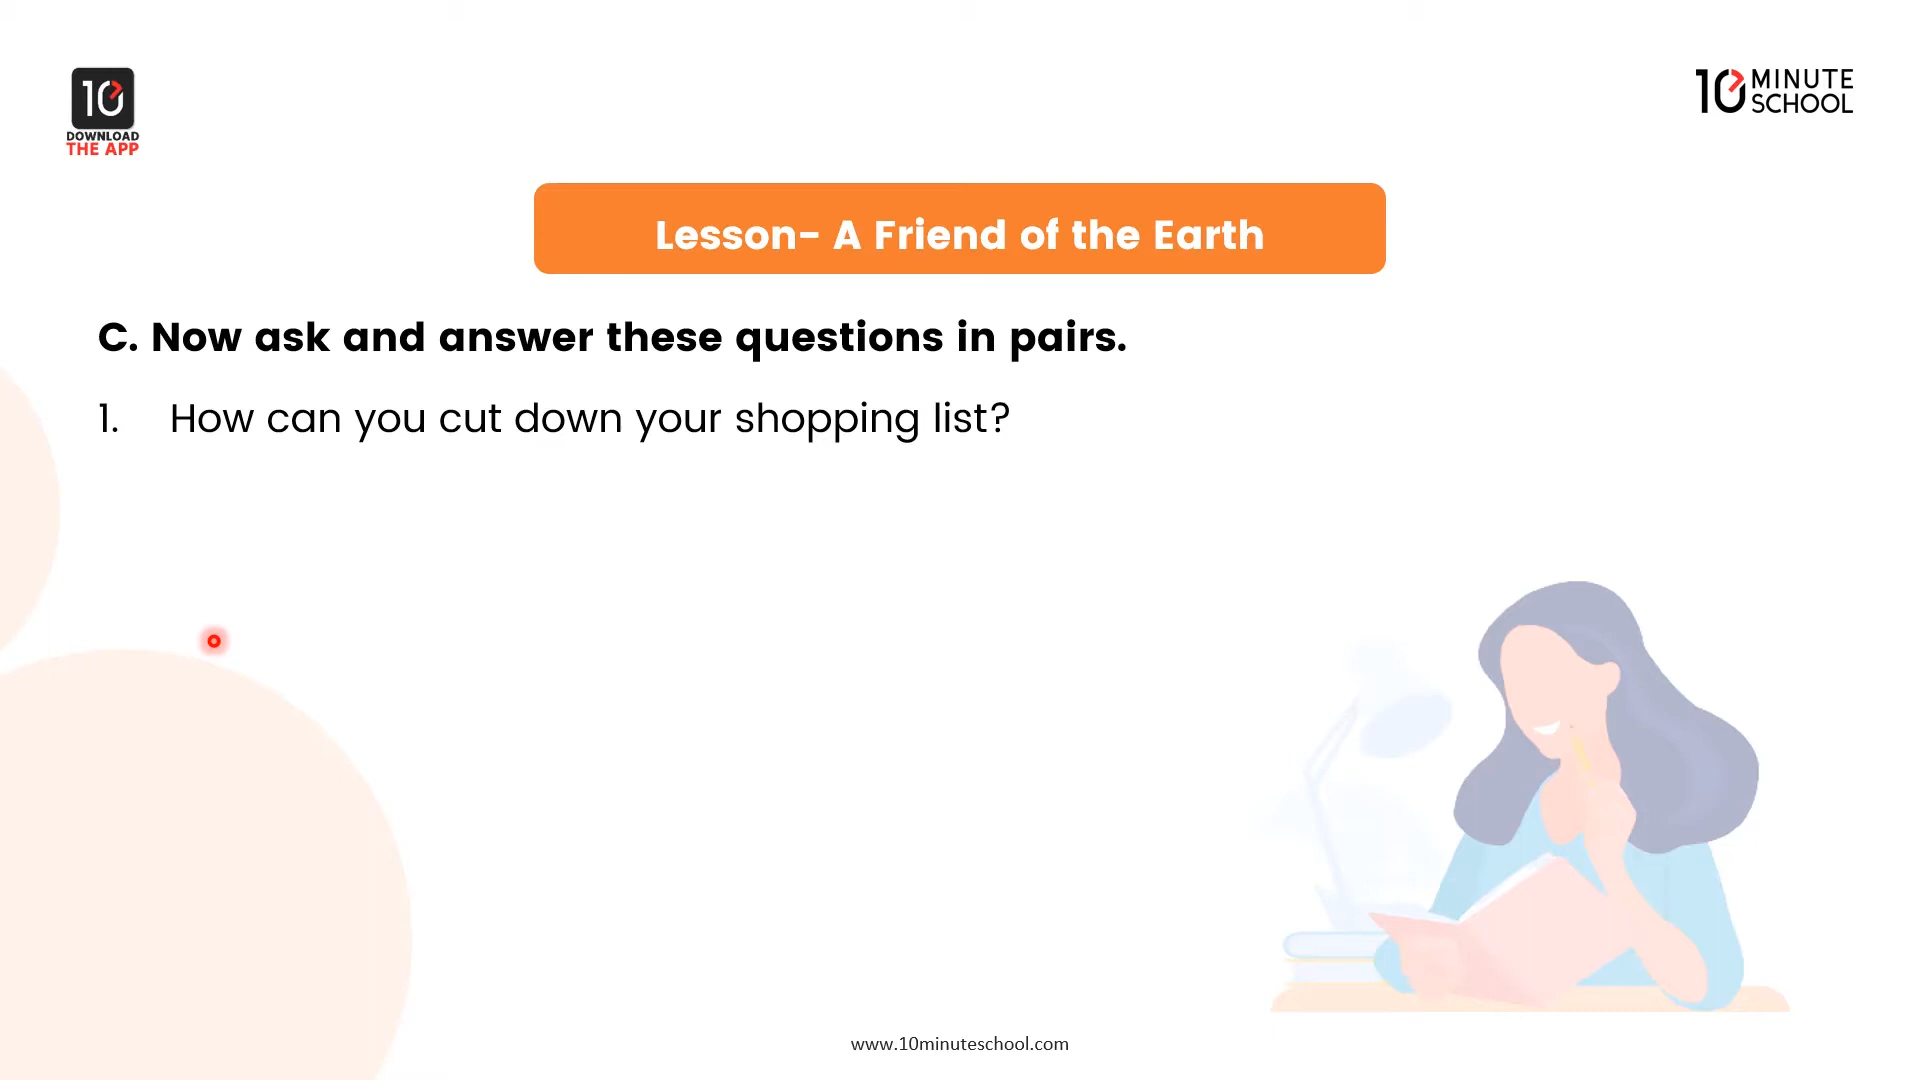 10
DOWNLOAD
THE APP
10 MINUTE
SCHOOL
Lesson- A Friend of the Earth
C. Now ask and answer these questions in pairs.
1. How can you cut down your shopping list?
www.10minuteschool.com